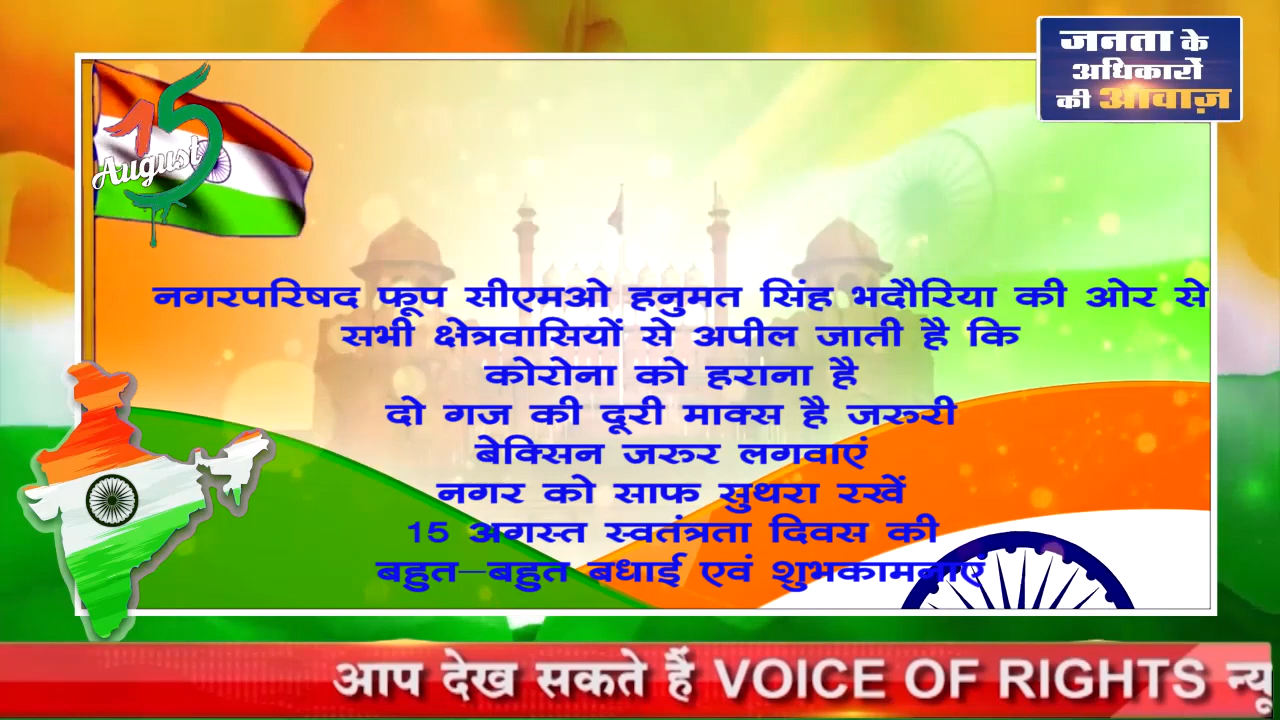 जनता के
अधिकारों
की आवाज़
15
August
नगरपरिषद फूप सीएमओ हनुमत सिंह भदौरिया की ओर से
सभी क्षेत्रवासियों से अपील जाती है कि
कोरोना को हराना है
दो गज की दूरी माक्स है जरुरी
बेक्सिन जरुर लगवाएं
नगर को साफ सुथरा रखें
15 अगस्त स्वतंत्रता दिवस की
बहुत–बहुत बधाई एवं शुभकामनाएं
आप देख सकते हैं VOICE OF RIGHTS न्यू